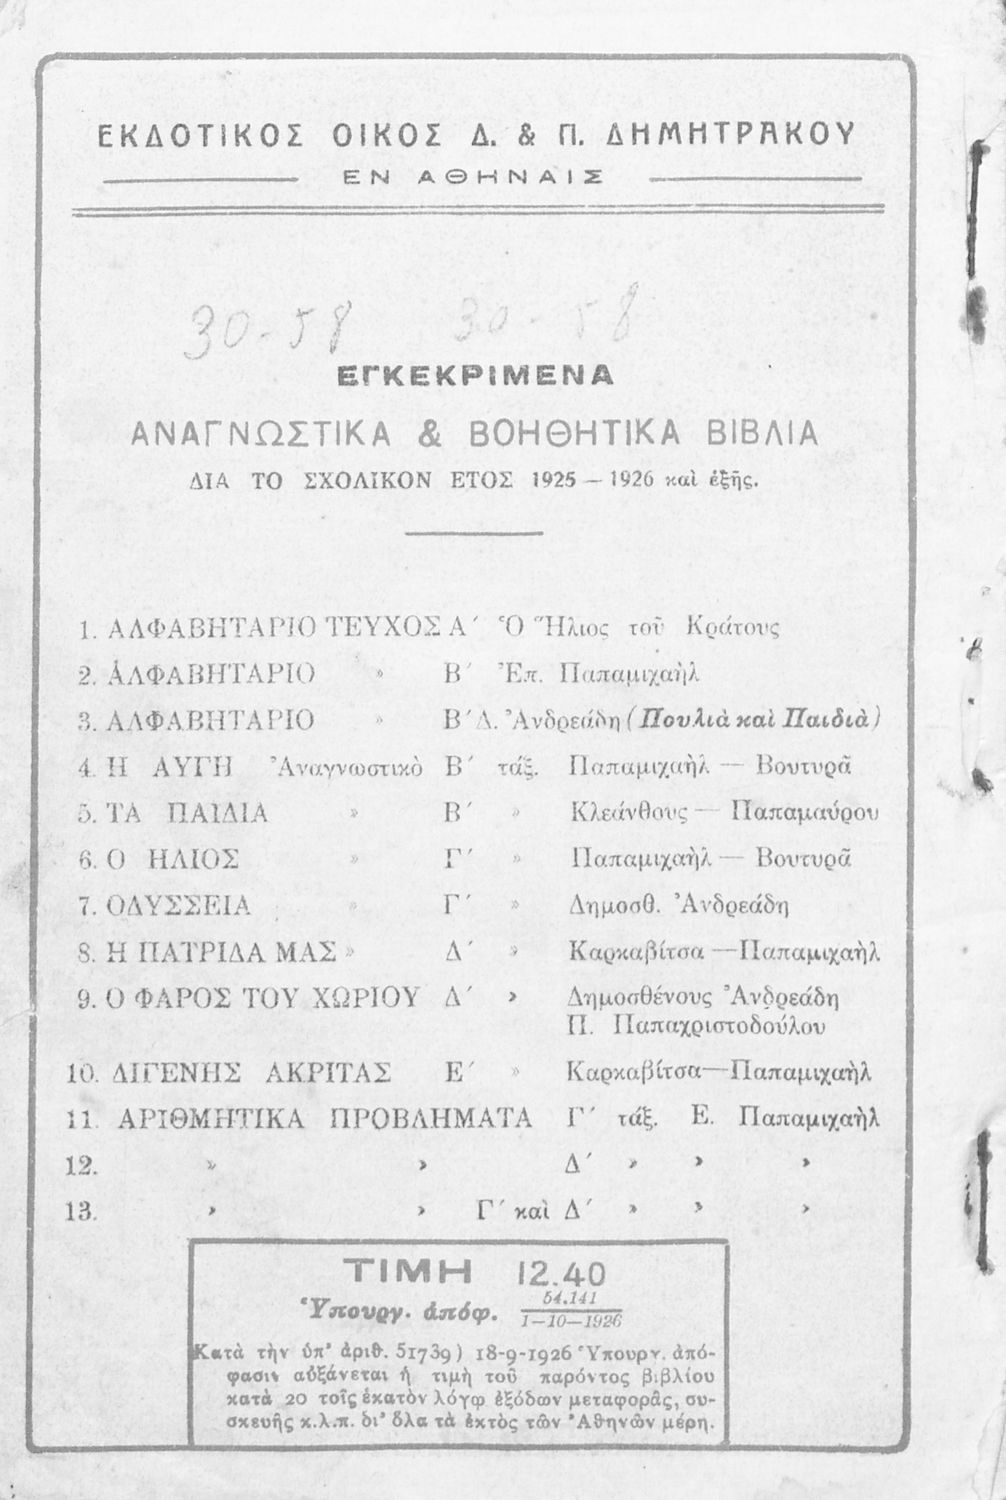 ΕΚΔΟΤΙΚΟΣ ΟΙΚΟΣ Δ. & Π. ΔΗΜΗΤΡΑΚΟΥ
ΕΝ ΑΘΗΝΑΙΣ
30-58 30-58
ΕΓΚΕΚΡΙΜΕΝΑ
ΑΝΑΓΝΩΣΤΙΚΑ & ΒΟΗΘΗΤΙΚΑ ΒΙΒΛΙΑ
ΔΙΑ ΤΟ ΣΧΟΛΙΚΟΝ ΕΤΟΣ 1925 — 1926 καὶ ἑξῆς.
1. ΑΛΦΑΒΗΤΑΡΙΟ ΤΕΥΧΟΣ Α΄ Ὁ Ἥλιος τοῦ Κράτους
2. ΑΛΦΑΒΗΤΑΡΙΟ » Β΄ Ἐπ. Παπαμιχαὴλ
3. ΑΛΦΑΒΗΤΑΡΙΟ » Β΄ Δ. Ἀνδρεάδη (Πουλιὰ καὶ Παιδιὰ)
4. Η ΑΥΓΗ Ἀναγνωστικὸ Β΄ τάξ. Παπαμιχαὴλ — Βουτυρᾶ
5. ΤΑ ΠΑΙΔΙΑ » Β΄ » Κλεάνθους — Παπαμαύρου
6. Ο ΗΛΙΟΣ » Γ΄ » Παπαμιχαὴλ — Βουτυρᾶ
7. ΟΔΥΣΣΕΙΑ » Γ΄ » Δημοσθ. Ἀνδρεάδη
8. Η ΠΑΤΡΙΔΑ ΜΑΣ » Δ΄ » Καρκαβίτσα —Παπαμιχαὴλ
9. Ο ΦΑΡΟΣ ΤΟΥ ΧΩΡΙΟΥ Δ΄ » Δημοσθένους Ἀνδρεάδη
Π. Παπαχριστοδούλου
10. ΔΙΓΕΝΗΣ ΑΚΡΙΤΑΣ Ε΄ » Καρκαβίτσα—Παπαμιχαὴλ
11. ΑΡΙΘΜΗΤΙΚΑ ΠΡΟΒΛΗΜΑΤΑ Γ΄ τάξ. Ε. Παπαμιχαὴλ
12. » » Δ΄ » » »
13. » » Γ΄ καὶ Δ΄ » » »
ΤΙΜΗ 12.40
Ὑπουργ. ἀπόφ. 54.141
1—10—1926
Κατὰ τὴν ὑπ' ἀριθ. 51739) 18-9-1926 Ὑπουργ. ἀπό-
φασιν αὐξάνεται ἡ τιμὴ τοῦ παρόντος βιβλίου
κατὰ 20 τοῖς ἑκατὸν λόγῳ ἐξόδων μεταφορᾶς, συ-
σκευῆς κ.λ.π. δι' ὅλα τὰ ἐκτὸς τῶν Ἀθηνῶν μέρη.